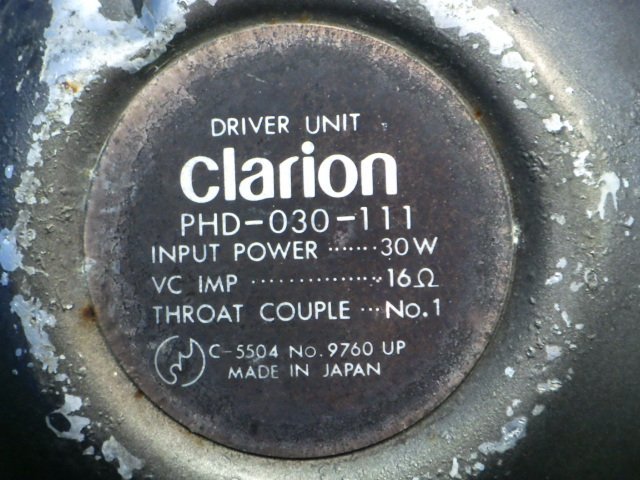 DRIVER UNIT
Clarion
PHD-030-111
INPUT POWER ······· 30W
VC IMP ················ 16Ω
THROAT COUPLE ··· No.1
C-5504 No. 9760 UP
MADE IN JAPAN